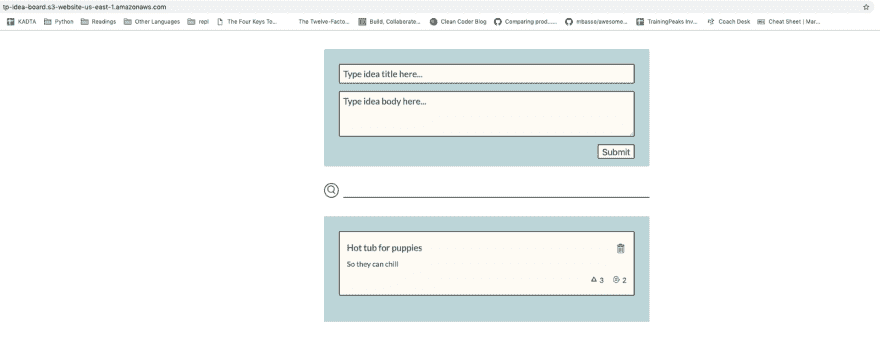 tp-idea-board.s3-website-us-east-1.amazonaws.com
KADTA Python Readings Other Languages repl The Four Keys To... The Twelve-Facto... Build, Collaborate... Clean Coder Blog Comparing prod...... mbasso/awesome... TrainingPeaks Inv... Coach Desk Cheat Sheet | Mar...
Type idea title here...
Type idea body here...
Submit
Hot tub for puppies
So they can chill
3 2